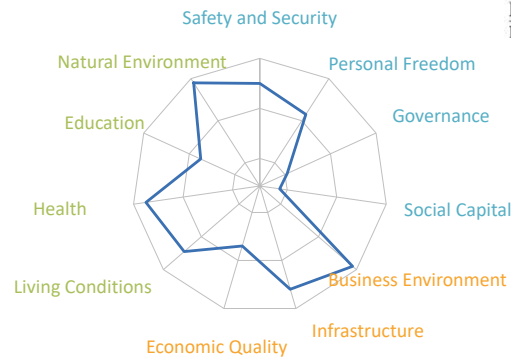 Safety and Security
Natural Environment
Personal Freedom
Education
Governance
Health
Social Capital
Living Conditions
Business Environment
Infrastructure
Economic Quality